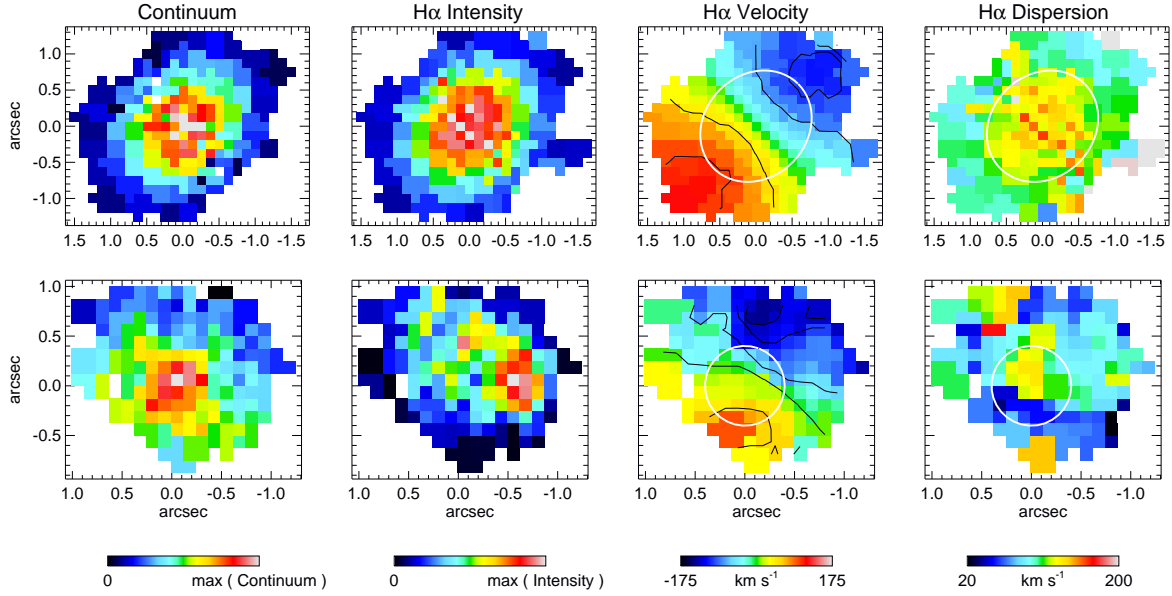 Continuum
Hα Intensity
Hα Velocity
Hα Dispersion
arcsec
1.0
0.5
0.0
-0.5
-1.0
1.5 1.0 0.5 0.0 -0.5 -1.0 -1.5
1.5 1.0 0.5 0.0 -0.5 -1.0 -1.5
1.5 1.0 0.5 0.0 -0.5 -1.0 -1.5
1.5 1.0 0.5 0.0 -0.5 -1.0 -1.5
arcsec
1.0
0.5
0.0
-0.5
1.0 0.5 0.0 -0.5 -1.0
1.0 0.5 0.0 -0.5 -1.0
1.0 0.5 0.0 -0.5 -1.0
1.0 0.5 0.0 -0.5 -1.0
arcsec
arcsec
arcsec
arcsec
0 max ( Continuum )
0 max ( Intensity )
-175 km s⁻¹ 175
20 km s⁻¹ 200